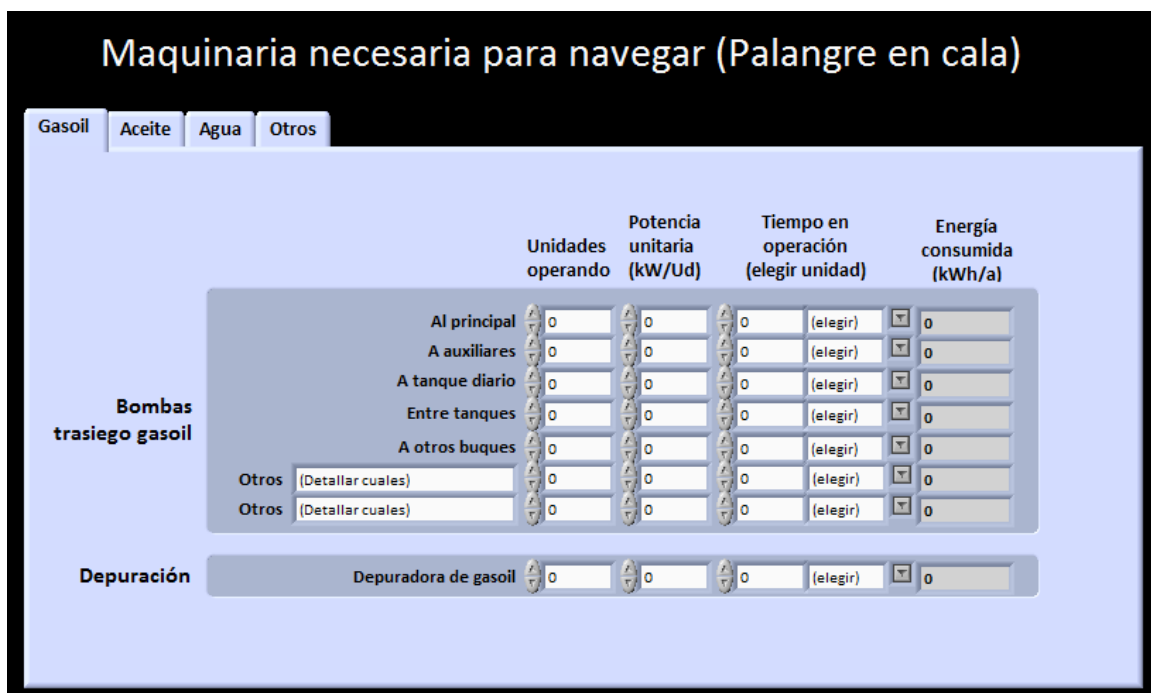 Maquinaria necesaria para navegar (Palangre en cala)
Gasoil Aceite Agua Otros
Unidades operando
Potencia unitaria (kW/Ud)
Tiempo en operación (elegir unidad)
Energía consumida (kWh/a)
Bombas trasiego gasoil
Al principal 0 0 0 (elegir) 0
A auxiliares 0 0 0 (elegir) 0
A tanque diario 0 0 0 (elegir) 0
Entre tanques 0 0 0 (elegir) 0
A otros buques 0 0 0 (elegir) 0
Otros (Detallar cuales) 0 0 0 (elegir) 0
Otros (Detallar cuales) 0 0 0 (elegir) 0
Depuración
Depuradora de gasoil 0 0 0 (elegir) 0